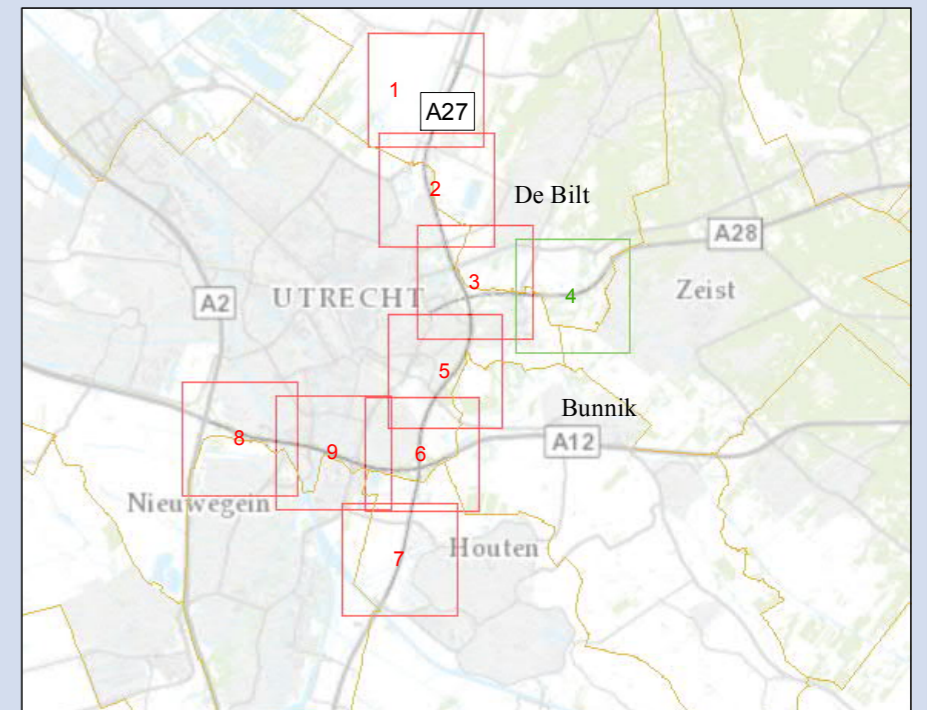 1
A27
2
De Bilt
A28
3
4
UTRECHT
Zeist
A2
5
Bunnik
8
9
6
A12
Nieuwegein
Houten
7